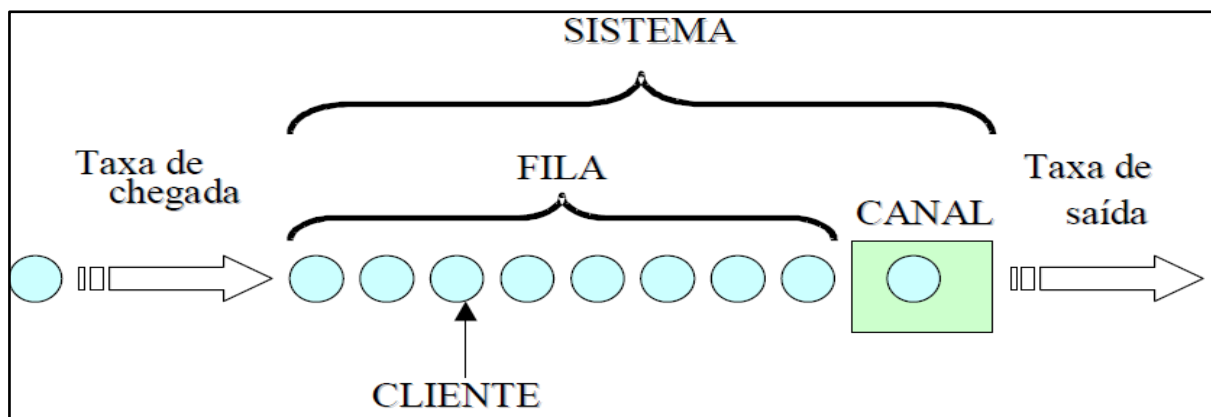 SISTEMA
Taxa de
chegada
FILA
CANAL
Taxa de
saída
CLIENTE